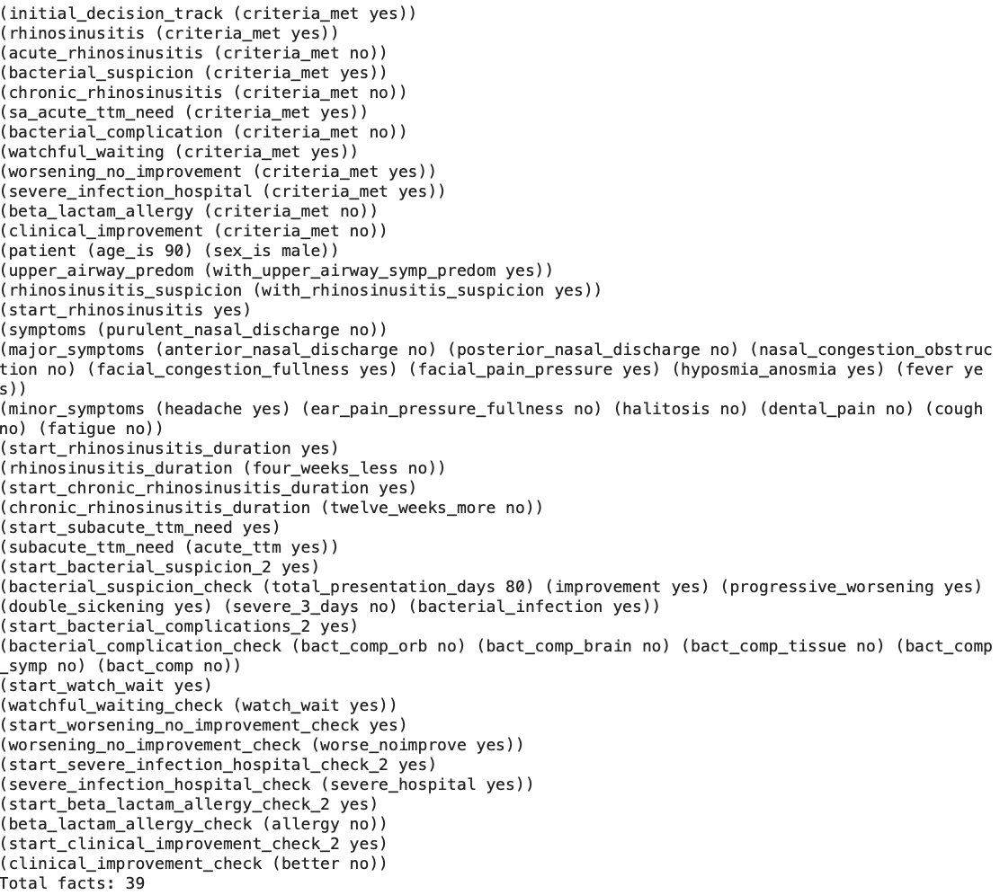 (initial_decision_track (criteria_met yes))
(rhinosinusitis (criteria_met yes))
(acute_rhinosinusitis (criteria_met no))
(bacterial_suspicion (criteria_met yes))
(chronic_rhinosinusitis (criteria_met no))
(sa_acute_ttm_need (criteria_met yes))
(bacterial_complication (criteria_met no))
(watchful_waiting (criteria_met yes))
(worsening_no_improvement (criteria_met yes))
(severe_infection_hospital (criteria_met yes))
(beta_lactam_allergy (criteria_met no))
(clinical_improvement (criteria_met no))
(patient (age_is 90) (sex_is male))
(upper_airway_predom (with_upper_airway_symp_predom yes))
(rhinosinusitis_suspicion (with_rhinosinusitis_suspicion yes))
(start_rhinosinusitis yes)
(symptoms (purulent_nasal_discharge no))
(major_symptoms (anterior_nasal_discharge no) (posterior_nasal_discharge no) (nasal_congestion_obstruc
tion no) (facial_congestion_fullness yes) (facial_pain_pressure yes) (hyposmia_anosmia yes) (fever ye
s))
(minor_symptoms (headache yes) (ear_pain_pressure_fullness no) (halitosis no) (dental_pain no) (cough
no) (fatigue no))
(start_rhinosinusitis_duration yes)
(rhinosinusitis_duration (four_weeks_less no))
(start_chronic_rhinosinusitis_duration yes)
(chronic_rhinosinusitis_duration (twelve_weeks_more no))
(start_subacute_ttm_need yes)
(subacute_ttm_need (acute_ttm yes))
(start_bacterial_suspicion_2 yes)
(bacterial_suspicion_check (total_presentation_days 80) (improvement yes) (progressive_worsening yes)
(double_sickening yes) (severe_3_days no) (bacterial_infection yes))
(start_bacterial_complications_2 yes)
(bacterial_complication_check (bact_comp_orb no) (bact_comp_brain no) (bact_comp_tissue no) (bact_comp
_symp no) (bact_comp no))
(start_watch_wait yes)
(watchful_waiting_check (watch_wait yes))
(start_worsening_no_improvement_check yes)
(worsening_no_improvement_check (worse_noimprove yes))
(start_severe_infection_hospital_check_2 yes)
(severe_infection_hospital_check (severe_hospital yes))
(start_beta_lactam_allergy_check_2 yes)
(beta_lactam_allergy_check (allergy no))
(start_clinical_improvement_check_2 yes)
(clinical_improvement_check (better no))
Total facts: 39